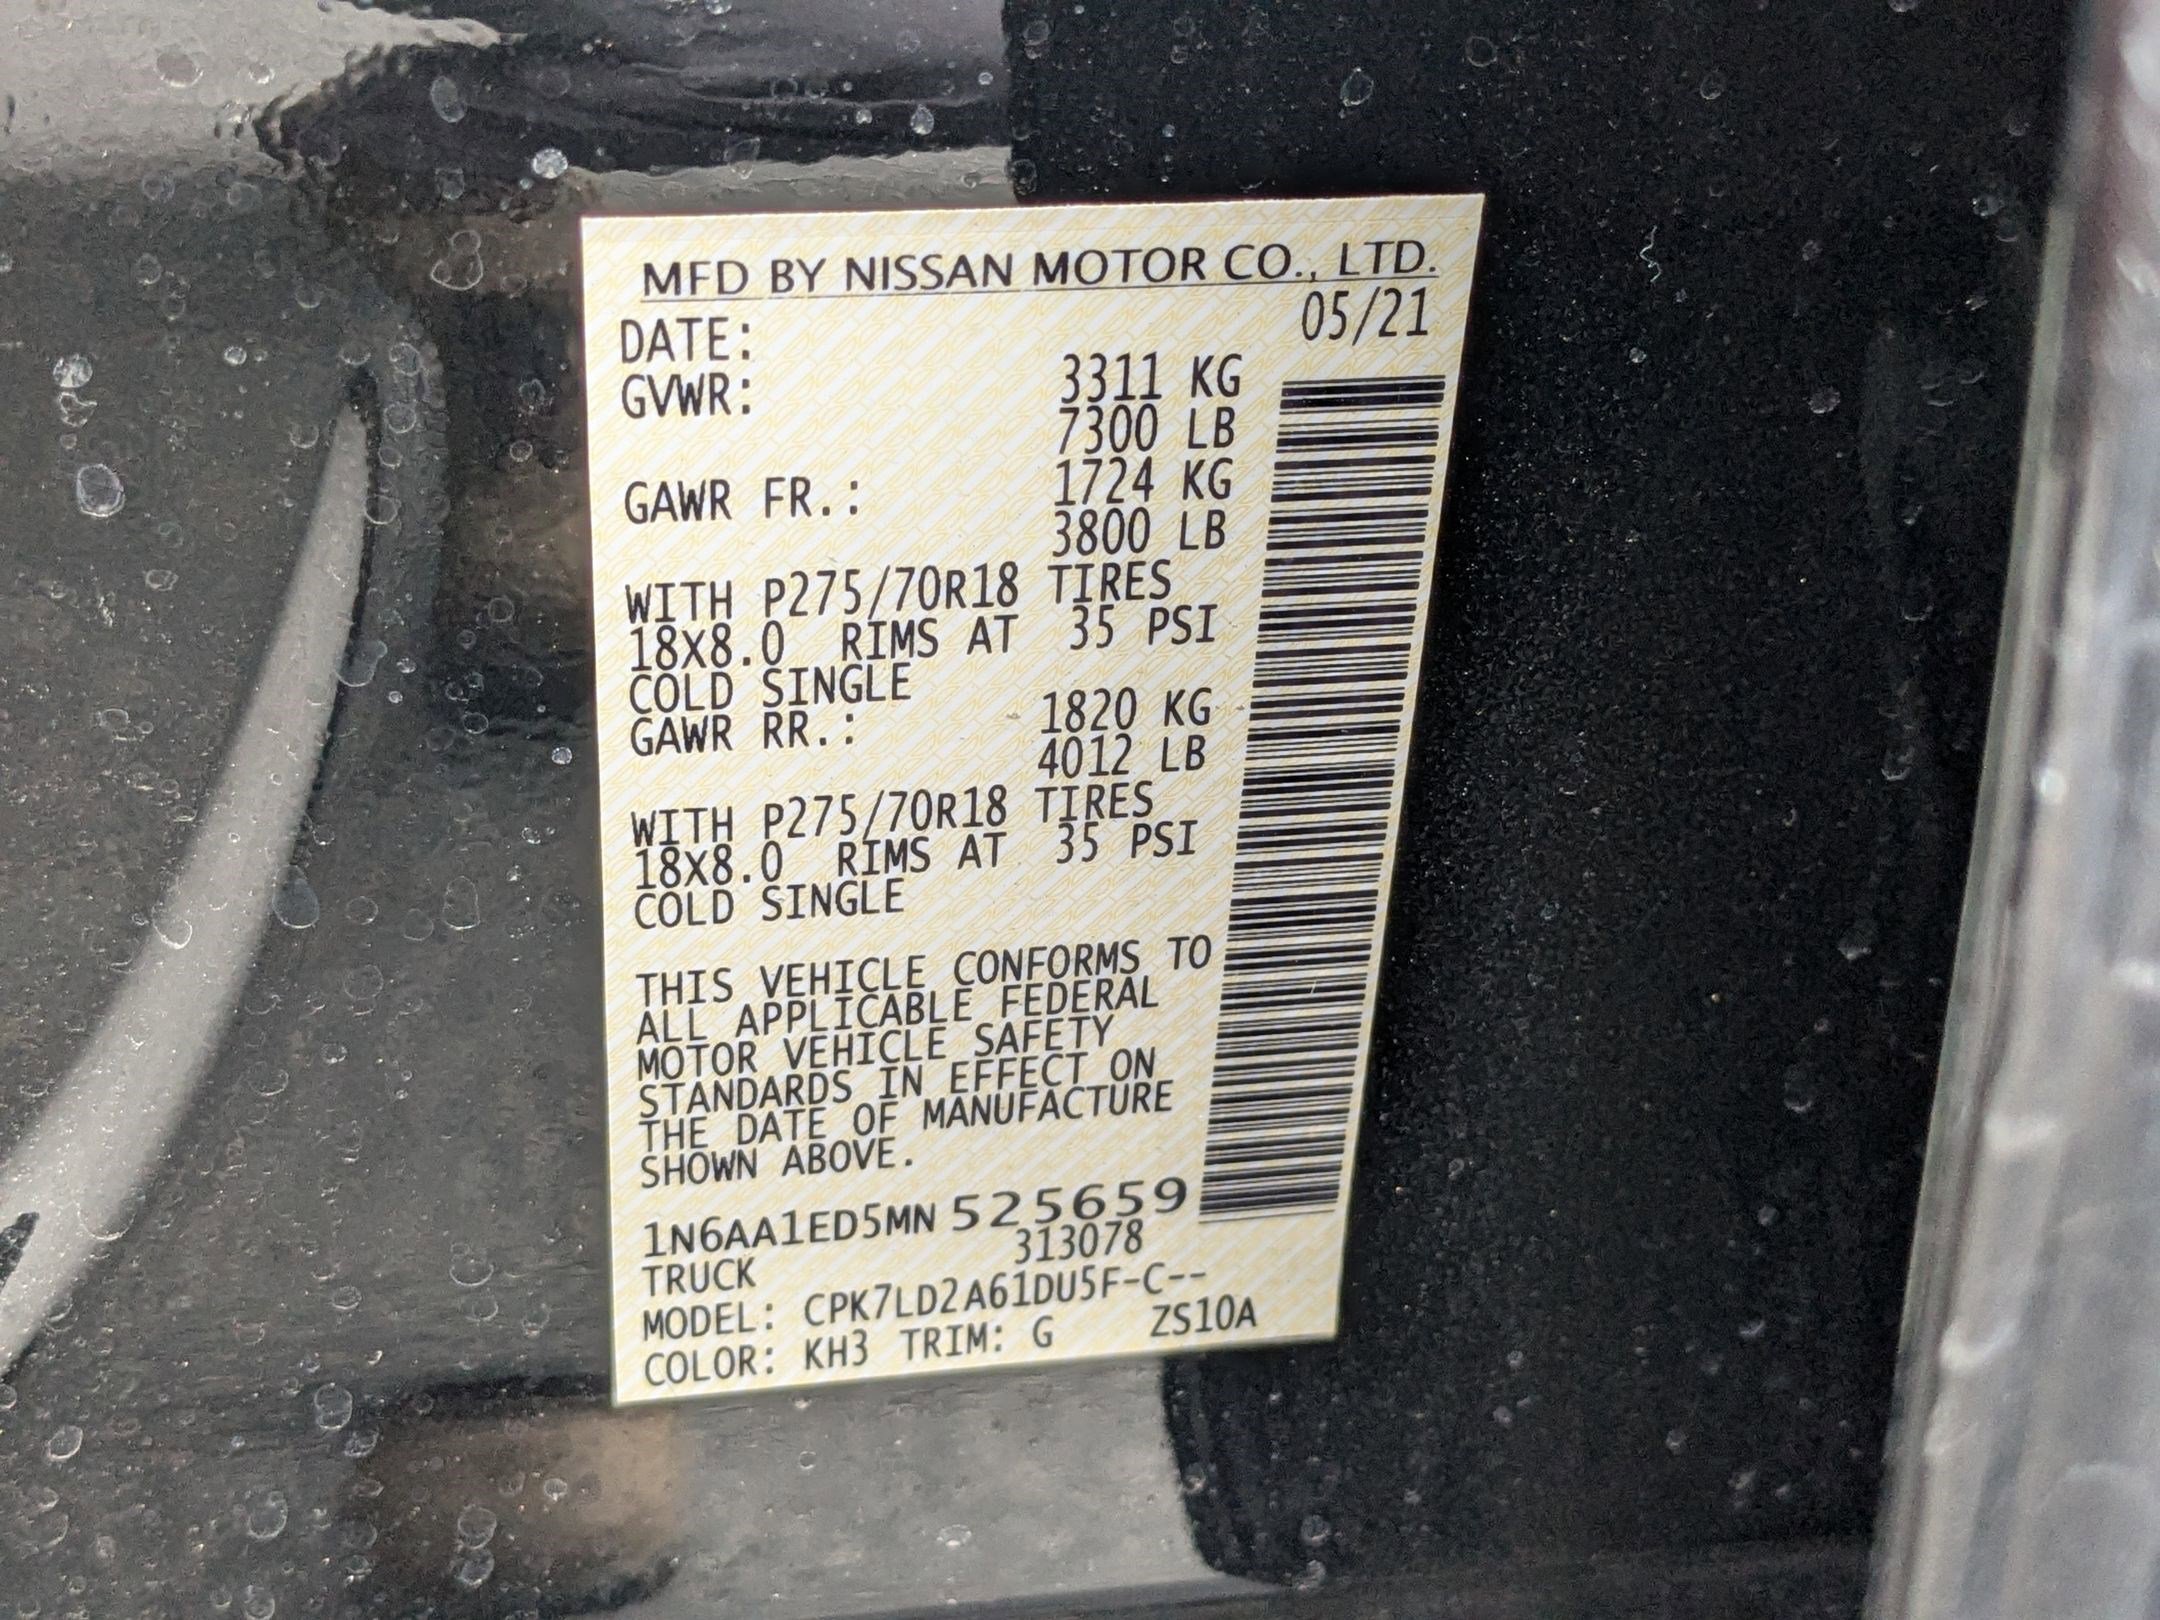 MFD BY NISSAN MOTOR CO., LTD.
DATE: 05/21
GVWR: 3311 KG
7300 LB
GAWR FR.: 1724 KG
3800 LB
WITH P275/70R18 TIRES
18X8.0 RIMS AT 35 PSI
COLD SINGLE
GAWR RR.: 1820 KG
4012 LB
WITH P275/70R18 TIRES
18X8.0 RIMS AT 35 PSI
COLD SINGLE
THIS VEHICLE CONFORMS TO
ALL APPLICABLE FEDERAL
MOTOR VEHICLE SAFETY
STANDARDS IN EFFECT ON
THE DATE OF MANUFACTURE
SHOWN ABOVE.
1N6AA1ED5MN 525659
TRUCK 313078
MODEL: CPK7LD2A61DU5F-C--
COLOR: KH3 TRIM: G ZS10A